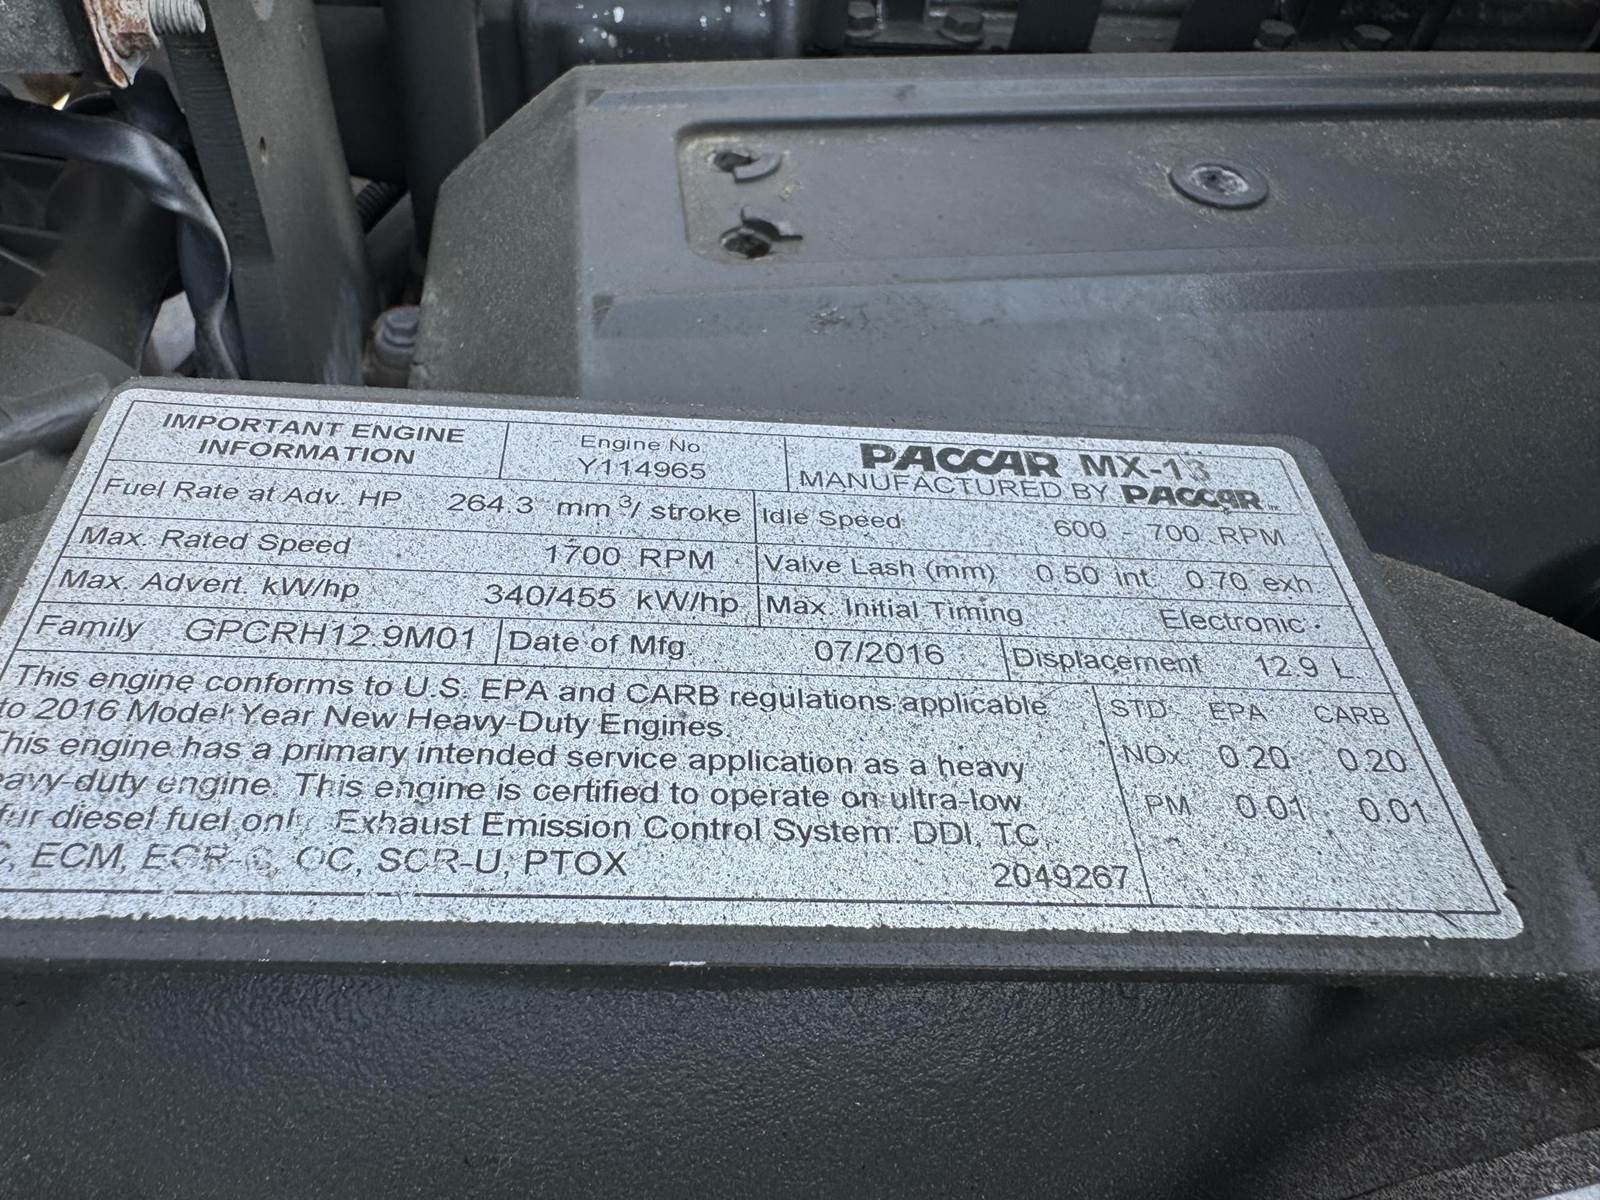 IMPORTANT ENGINE
INFORMATION
Engine No.
Y114965
PACCAR MX-13
MANUFACTURED BY PACCAR
Fuel Rate at Adv. HP 264.3 mm³/ stroke
Idle Speed 600 - 700 RPM
Max. Rated Speed 1700 RPM
Valve Lash (mm) 0.50 int. 0.70 exh.
Max. Advert. kW/hp 340/455 kW/hp
Max. Initial Timing Electronic
Family GPCRH12.9M01
Date of Mfg. 07/2016
Displacement 12.9 L.
This engine conforms to U.S. EPA and CARB regulations applicable
to 2016 Model Year New Heavy-Duty Engines.
This engine has a primary intended service application as a heavy
duty engine. This engine is certified to operate on ultra-low
diesel fuel only. Exhaust Emission Control System: DDI, TC,
ECM, EGR-C, OC, SCR-U, PTOX
2049267
STD EPA CARB
NOx 0.20 0.20
PM 0.01 0.01